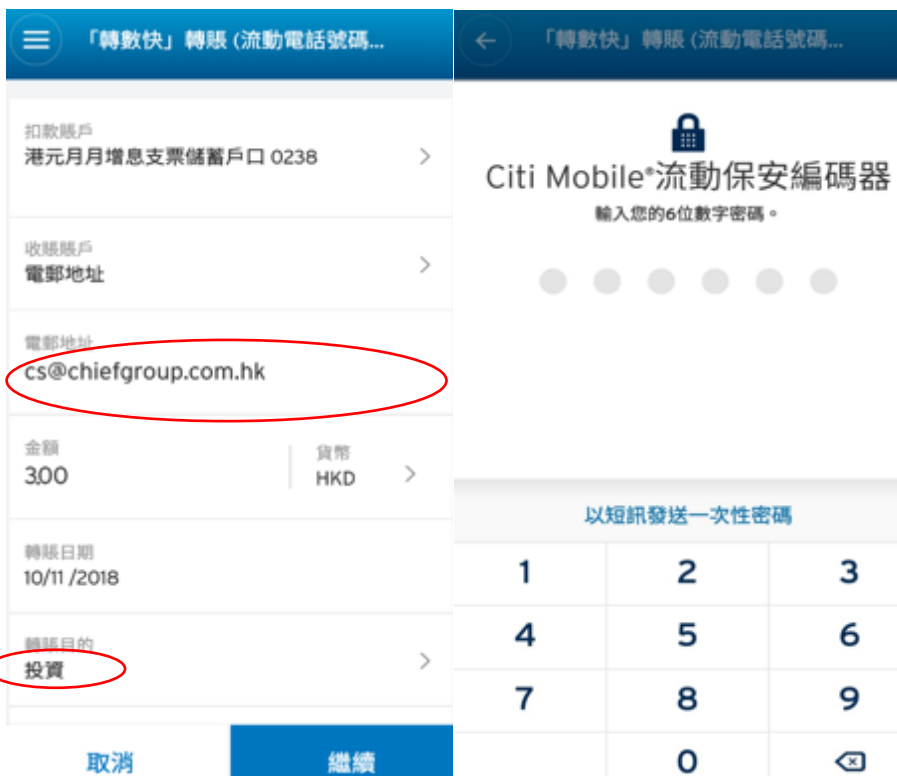 「轉數快」轉賬 (流動電話號碼...
扣款賬戶
港元月月增息支票儲蓄戶口 0238
收賬賬戶
電郵地址
電郵地址
cs@chiefgroup.com.hk
金額
貨幣
3.00
HKD
轉賬日期
10/11 /2018
轉賬目的
投資
取消
繼續
「轉數快」轉賬 (流動電話號碼...
Citi Mobile®流動保安編碼器
輸入您的6位數字密碼。
以短訊發送一次性密碼
1 2 3
4 5 6
7 8 9
0